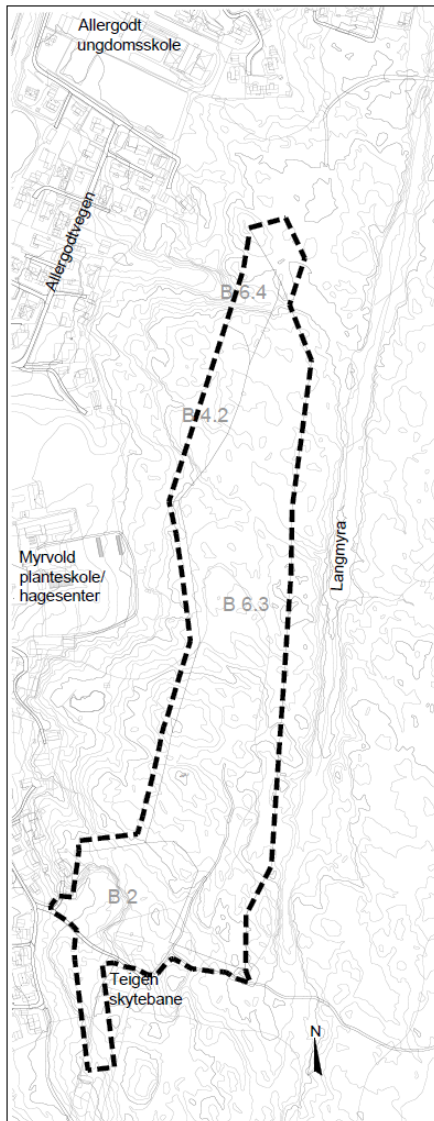 Allergodt
ungdomsskole
Allergodtvegen
B 6.4
B 4.2
Myrvold
planteskole/
hagesenter
B 6.3
Langmyra
B 2
Teigen
skytebane
N